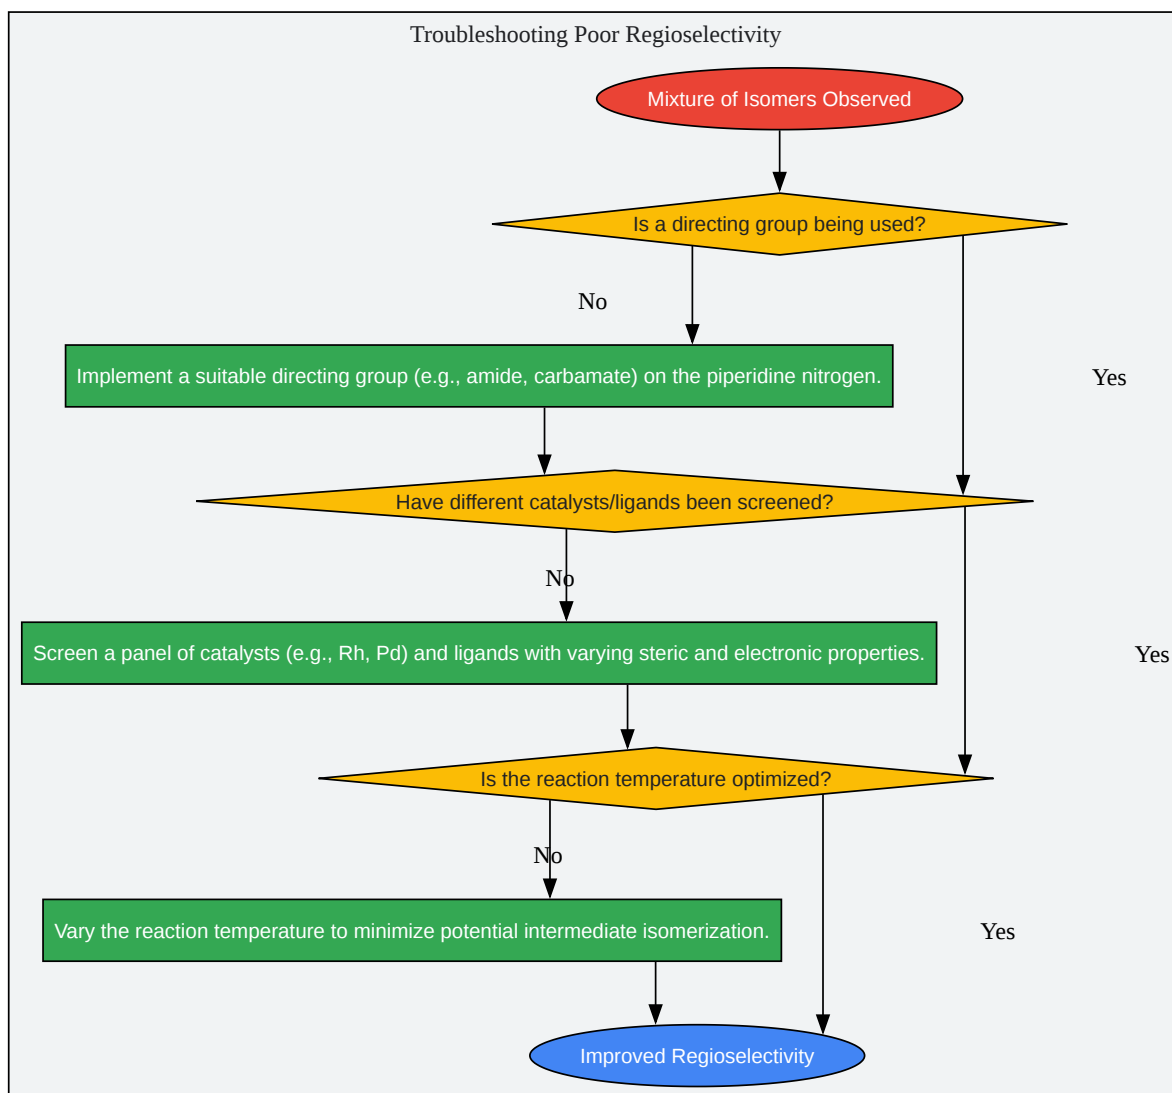 Troubleshooting Poor Regioselectivity
Mixture of Isomers Observed
Is a directing group being used?
No
Implement a suitable directing group (e.g., amide, carbamate) on the piperidine nitrogen.
Yes
Have different catalysts/ligands been screened?
No
Screen a panel of catalysts (e.g., Rh, Pd) and ligands with varying steric and electronic properties.
Yes
Is the reaction temperature optimized?
No
Vary the reaction temperature to minimize potential intermediate isomerization.
Yes
Improved Regioselectivity